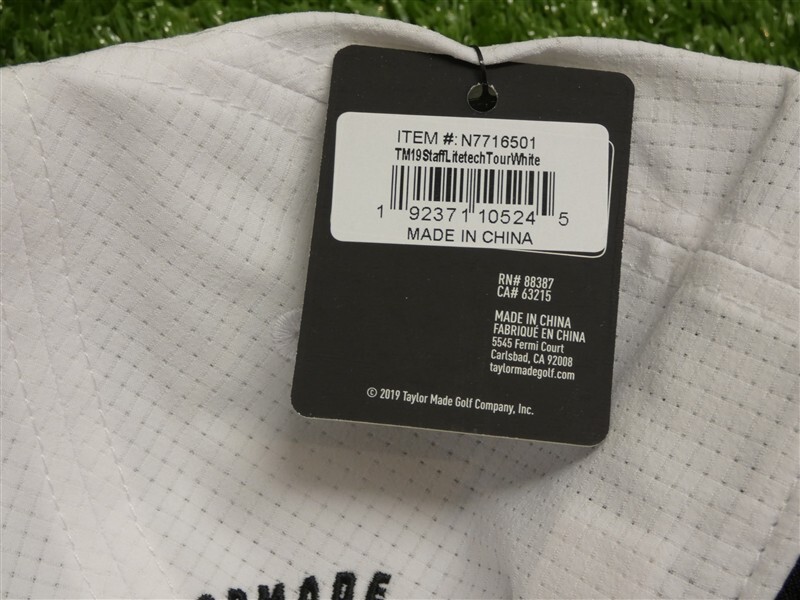 ITEM #: N7716501
TM19StaffLitetechTourWhite
1 92371 10524 5
MADE IN CHINA
RN# 88387
CA# 63215
MADE IN CHINA
FABRIQUÉ EN CHINA
5545 Fermi Court
Carlsbad, CA 92008
taylormadegolf.com
© 2019 Taylor Made Golf Company, Inc.